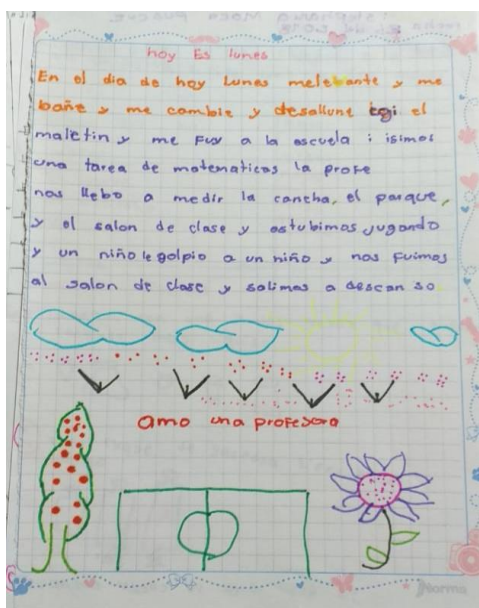 hoy Es lunes
En el dia de hoy Lunes melevante y me
bañe y me cambie y desallune cogi el
maletin y me fuy a la escuela i isimos
una tarea de matematicas la profe
nos llebo a medir la cancha, el parque,
y el salon de clase y estubimos jugando
y un niño le golpio a un niño y nos fuimos
al salon de clase y salimos a descan so
amo una profesora
Norma